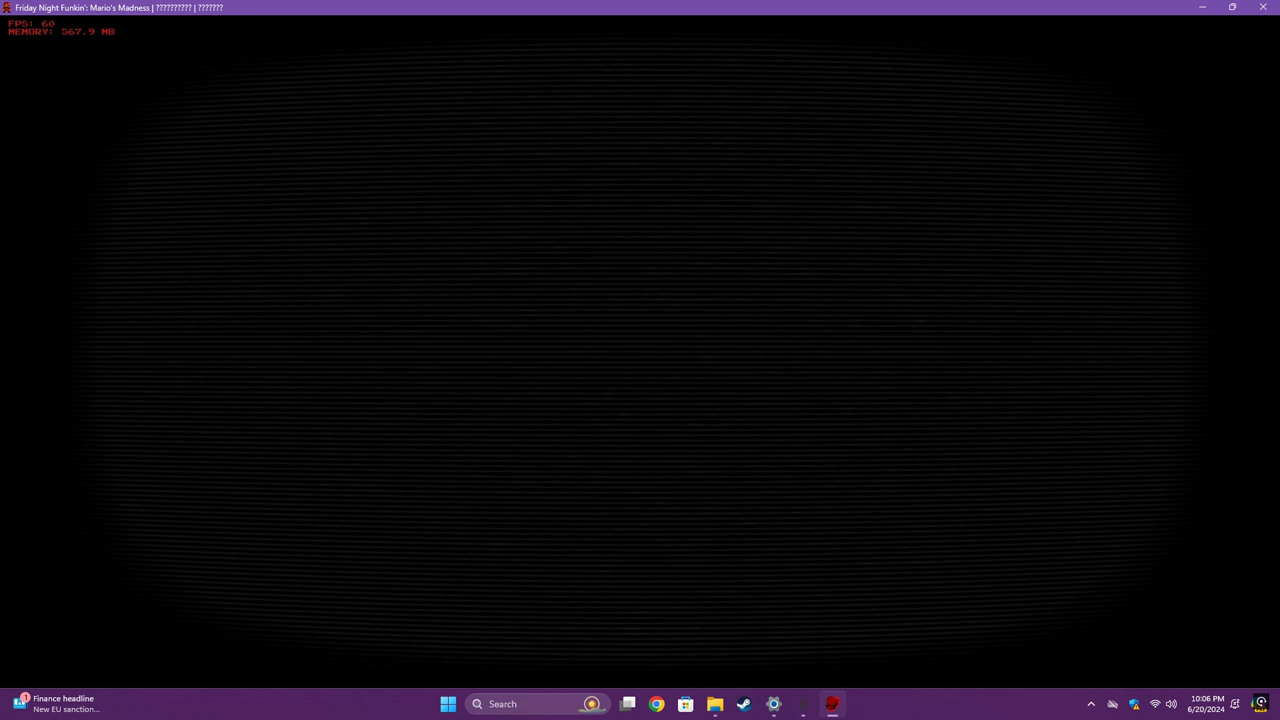 Friday Night Funkin': Mario's Madness | ?????????? | ???????
FPS: 60
MEMORY: 567.9 MB
1
Finance headline
New EU sanction...
Search
10:06 PM
6/20/2024